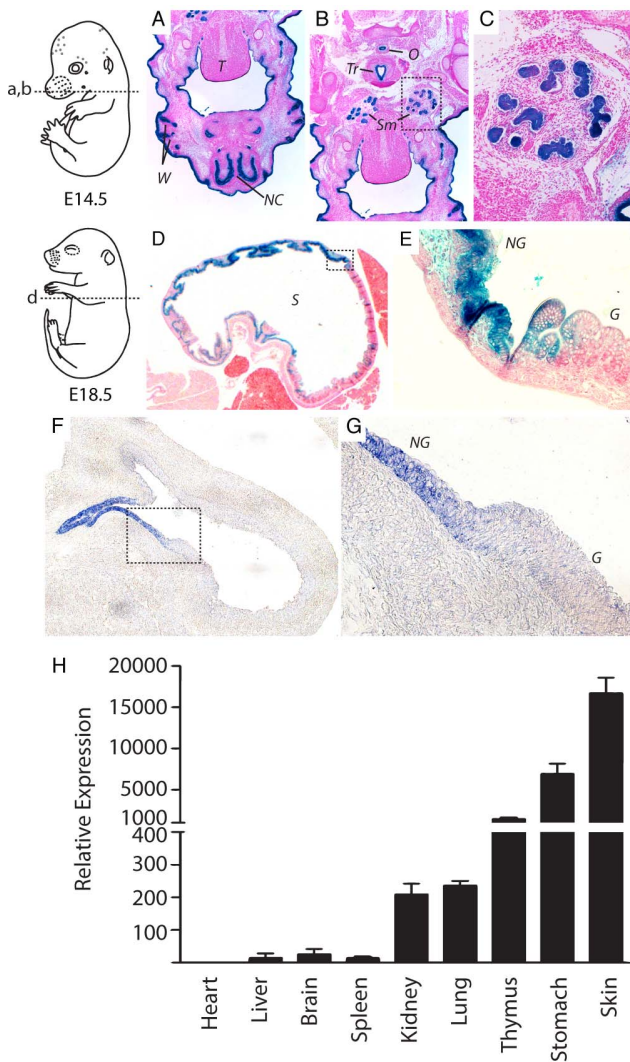 A
T
W
NC
B
O
Tr
Sm
C
a,b
E14.5
D
S
E
NG
G
d
E18.5
F
G
NG
G
H
Relative Expression
20000
15000
10000
5000
1000
400
300
200
100
Heart
Liver
Brain
Spleen
Kidney
Lung
Thymus
Stomach
Skin